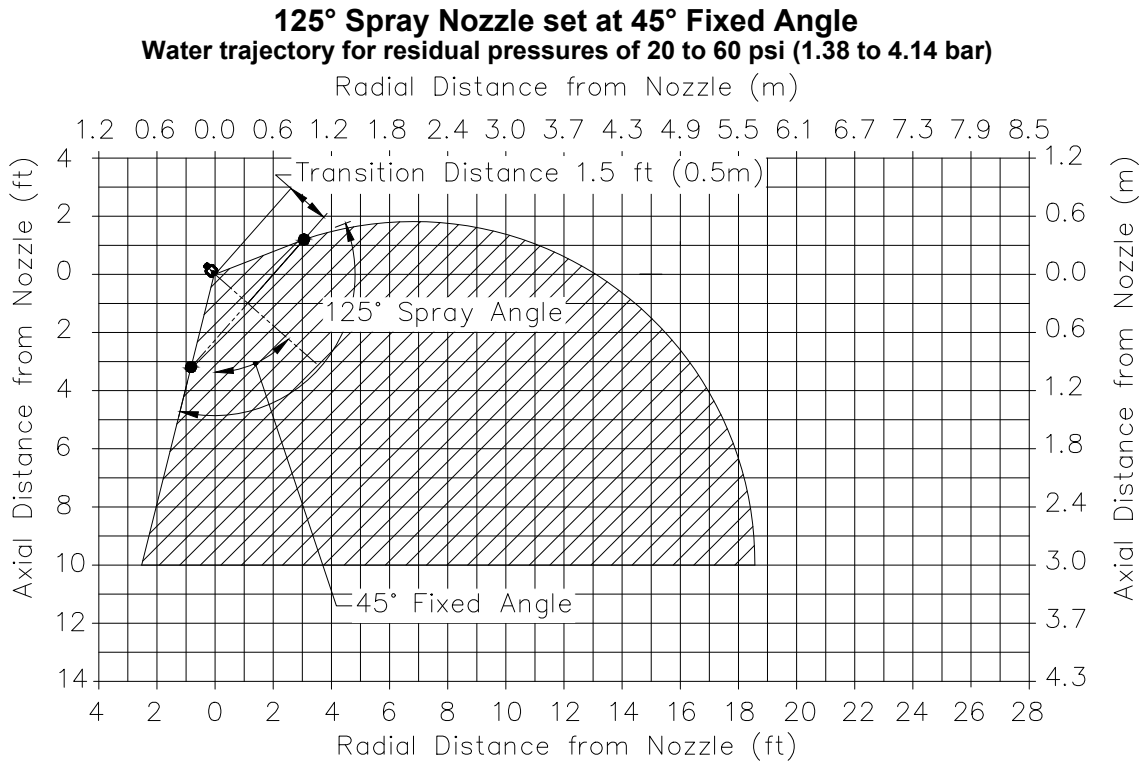 125° Spray Nozzle set at 45° Fixed Angle
Water trajectory for residual pressures of 20 to 60 psi (1.38 to 4.14 bar)
Radial Distance from Nozzle (m)
1.2 0.6 0.0 0.6 1.2 1.8 2.4 3.0 3.7 4.3 4.9 5.5 6.1 6.7 7.3 7.9 8.5
Axial Distance from Nozzle (ft)
4
2
0
2
4
6
8
10
12
14
Transition Distance 1.5 ft (0.5m)
125° Spray Angle
45° Fixed Angle
1.2
0.6
0.0
0.6
1.2
1.8
2.4
3.0
3.7
4.3
Axial Distance from Nozzle (m)
4 2 0 2 4 6 8 10 12 14 16 18 20 22 24 26 28
Radial Distance from Nozzle (ft)